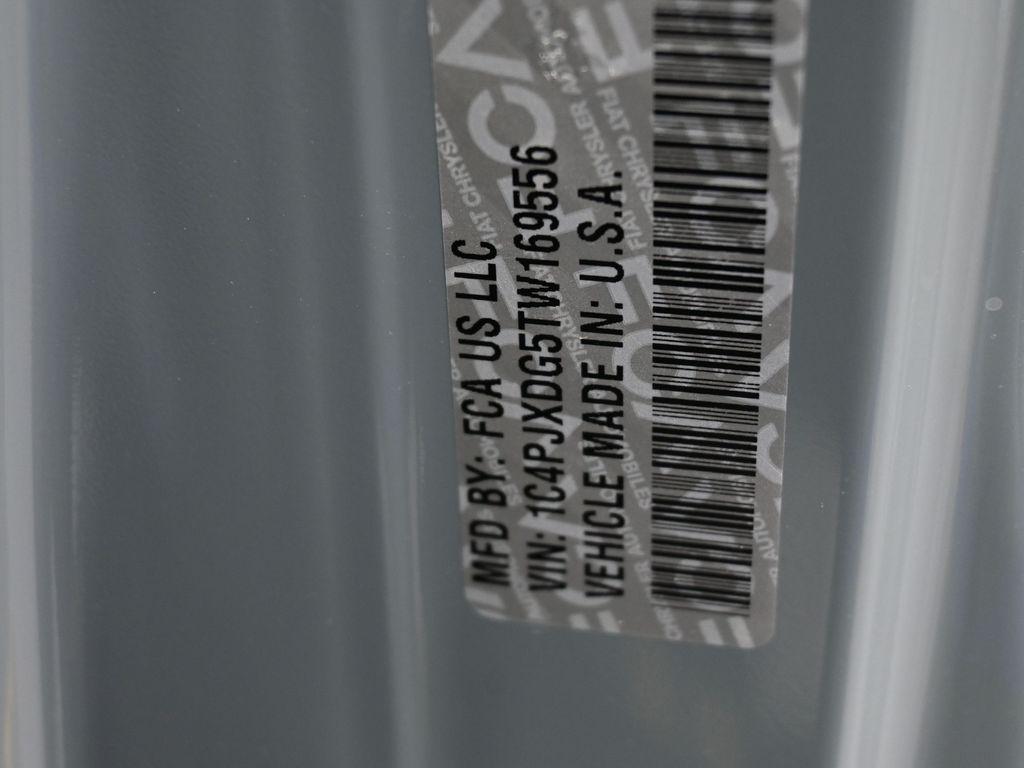 MFD BY: FCA US LLC
VIN: 1C4PJXDG5TW169556
VEHICLE MADE IN: U.S.A.